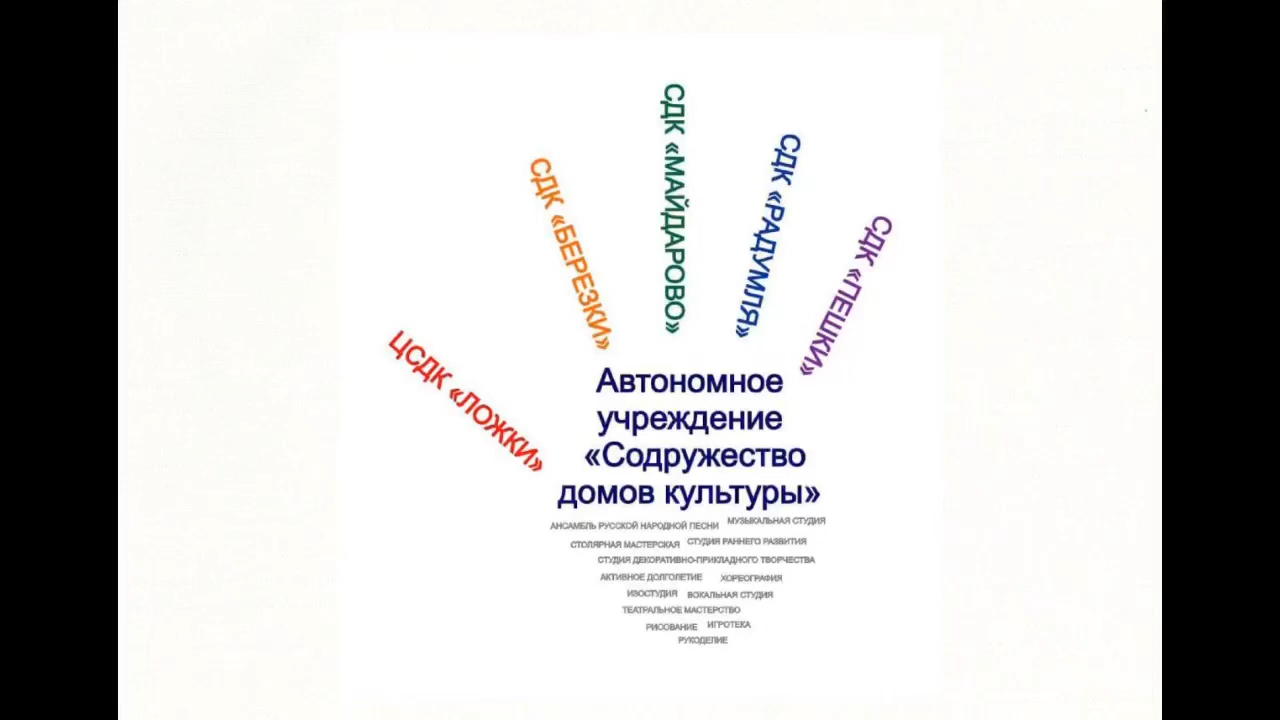 ЦСДК «ЛОЖКИ»
СДК «БЕРЕЗКИ»
СДК «МАЙДАРОВО»
СДК «РАДУМЛЯ»
СДК «ПЕШКИ»
Автономное
учреждение
«Содружество
домов культуры»
АНСАМБЛЬ РУССКОЙ НАРОДНОЙ ПЕСНИ
МУЗЫКАЛЬНАЯ СТУДИЯ
СТОЛЯРНАЯ МАСТЕРСКАЯ
СТУДИЯ РАННЕГО РАЗВИТИЯ
СТУДИЯ ДЕКОРАТИВНО-ПРИКЛАДНОГО ТВОРЧЕСТВА
АКТИВНОЕ ДОЛГОЛЕТИЕ
ХОРЕОГРАФИЯ
ИЗОСТУДИЯ
ВОКАЛЬНАЯ СТУДИЯ
ТЕАТРАЛЬНОЕ МАСТЕРСТВО
РИСОВАНИЕ
ИГРОТЕКА
РУКОДЕЛИЕ